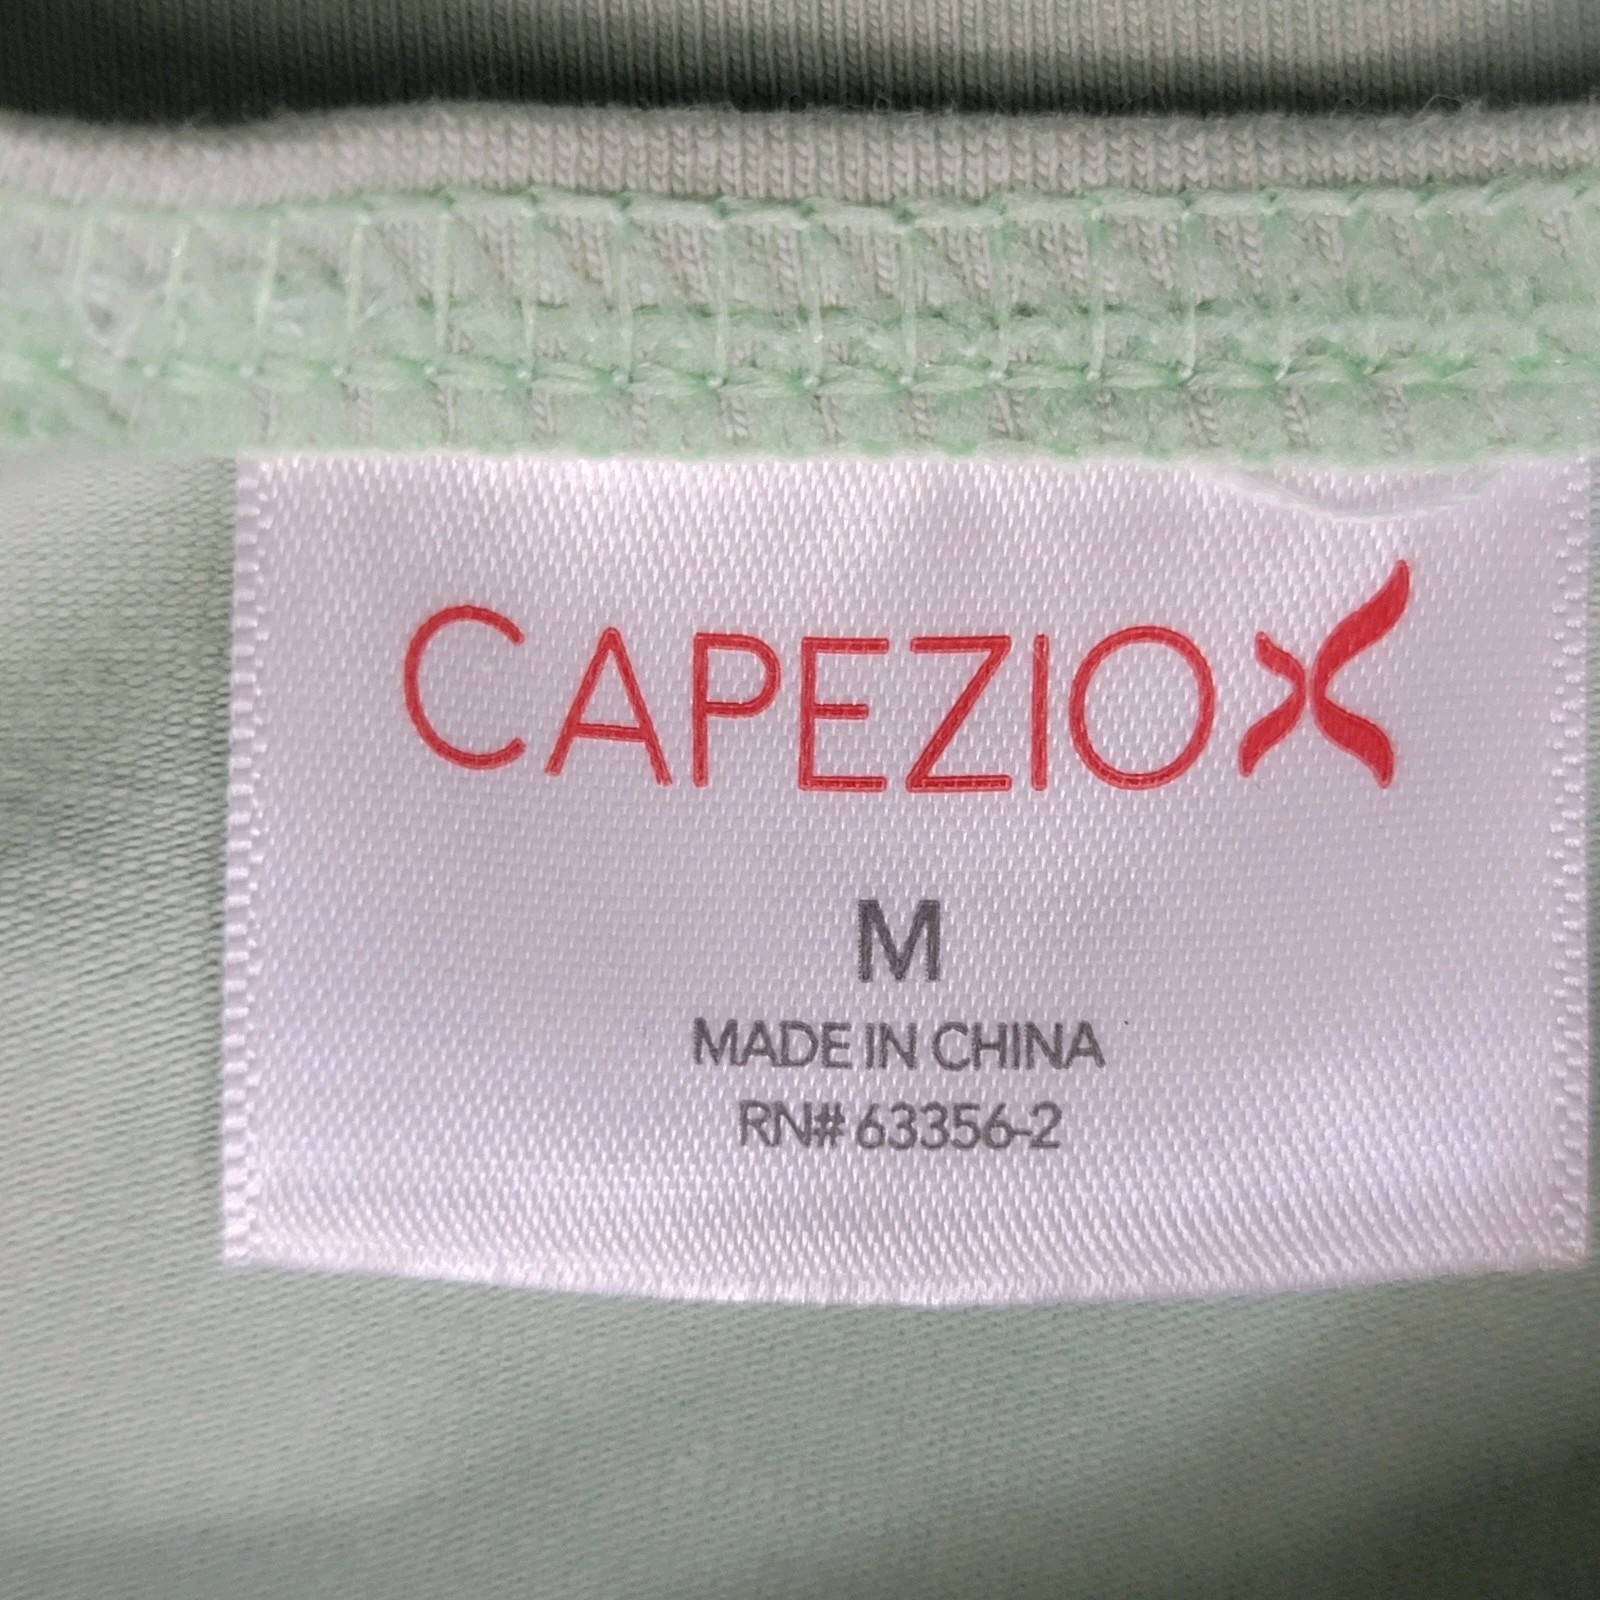 CAPEZIO
M
MADE IN CHINA
RN# 63356-2